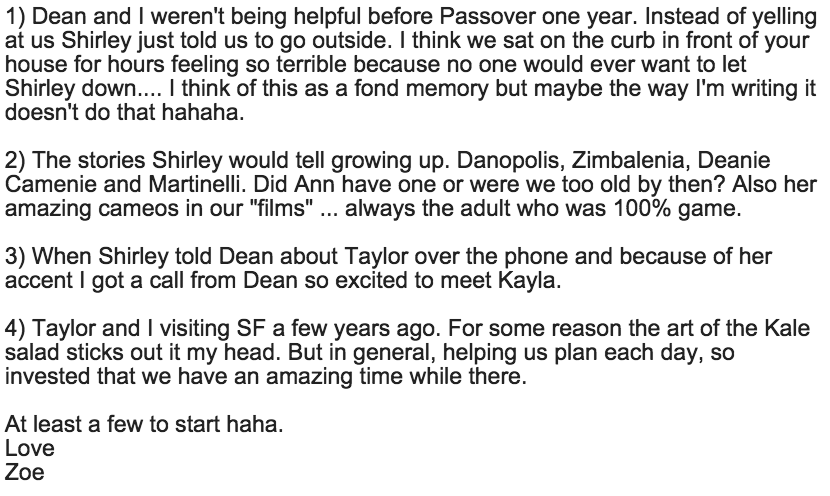 1) Dean and I weren't being helpful before Passover one year. Instead of yelling
at us Shirley just told us to go outside. I think we sat on the curb in front of your
house for hours feeling so terrible because no one would ever want to let
Shirley down.... I think of this as a fond memory but maybe the way I'm writing it
doesn't do that hahaha.
2) The stories Shirley would tell growing up. Danopolis, Zimbalenia, Deanie
Camenie and Martinelli. Did Ann have one or were we too old by then? Also her
amazing cameos in our "films" ... always the adult who was 100% game.
3) When Shirley told Dean about Taylor over the phone and because of her
accent I got a call from Dean so excited to meet Kayla.
4) Taylor and I visiting SF a few years ago. For some reason the art of the Kale
salad sticks out it my head. But in general, helping us plan each day, so
invested that we have an amazing time while there.
At least a few to start haha.
Love
Zoe